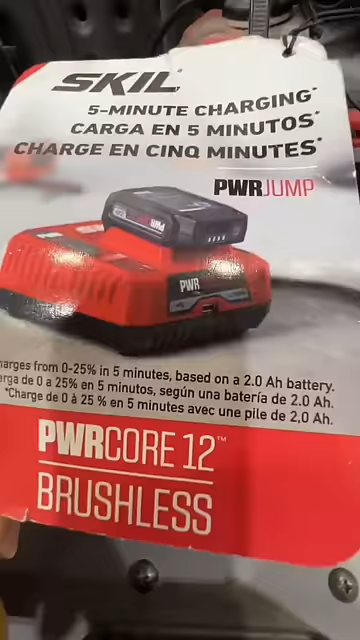 SKIL
5-MINUTE CHARGING*
CARGA EN 5 MINUTOS*
CHARGE EN CINQ MINUTES*
PWRJUMP
PWR
PWR
harges from 0-25% in 5 minutes, based on a 2.0 Ah battery.
arga de 0 a 25% en 5 minutos, según una batería de 2.0 Ah.
*Charge de 0 à 25 % en 5 minutes avec une pile de 2,0 Ah.
PWRCORE 12™
BRUSHLESS